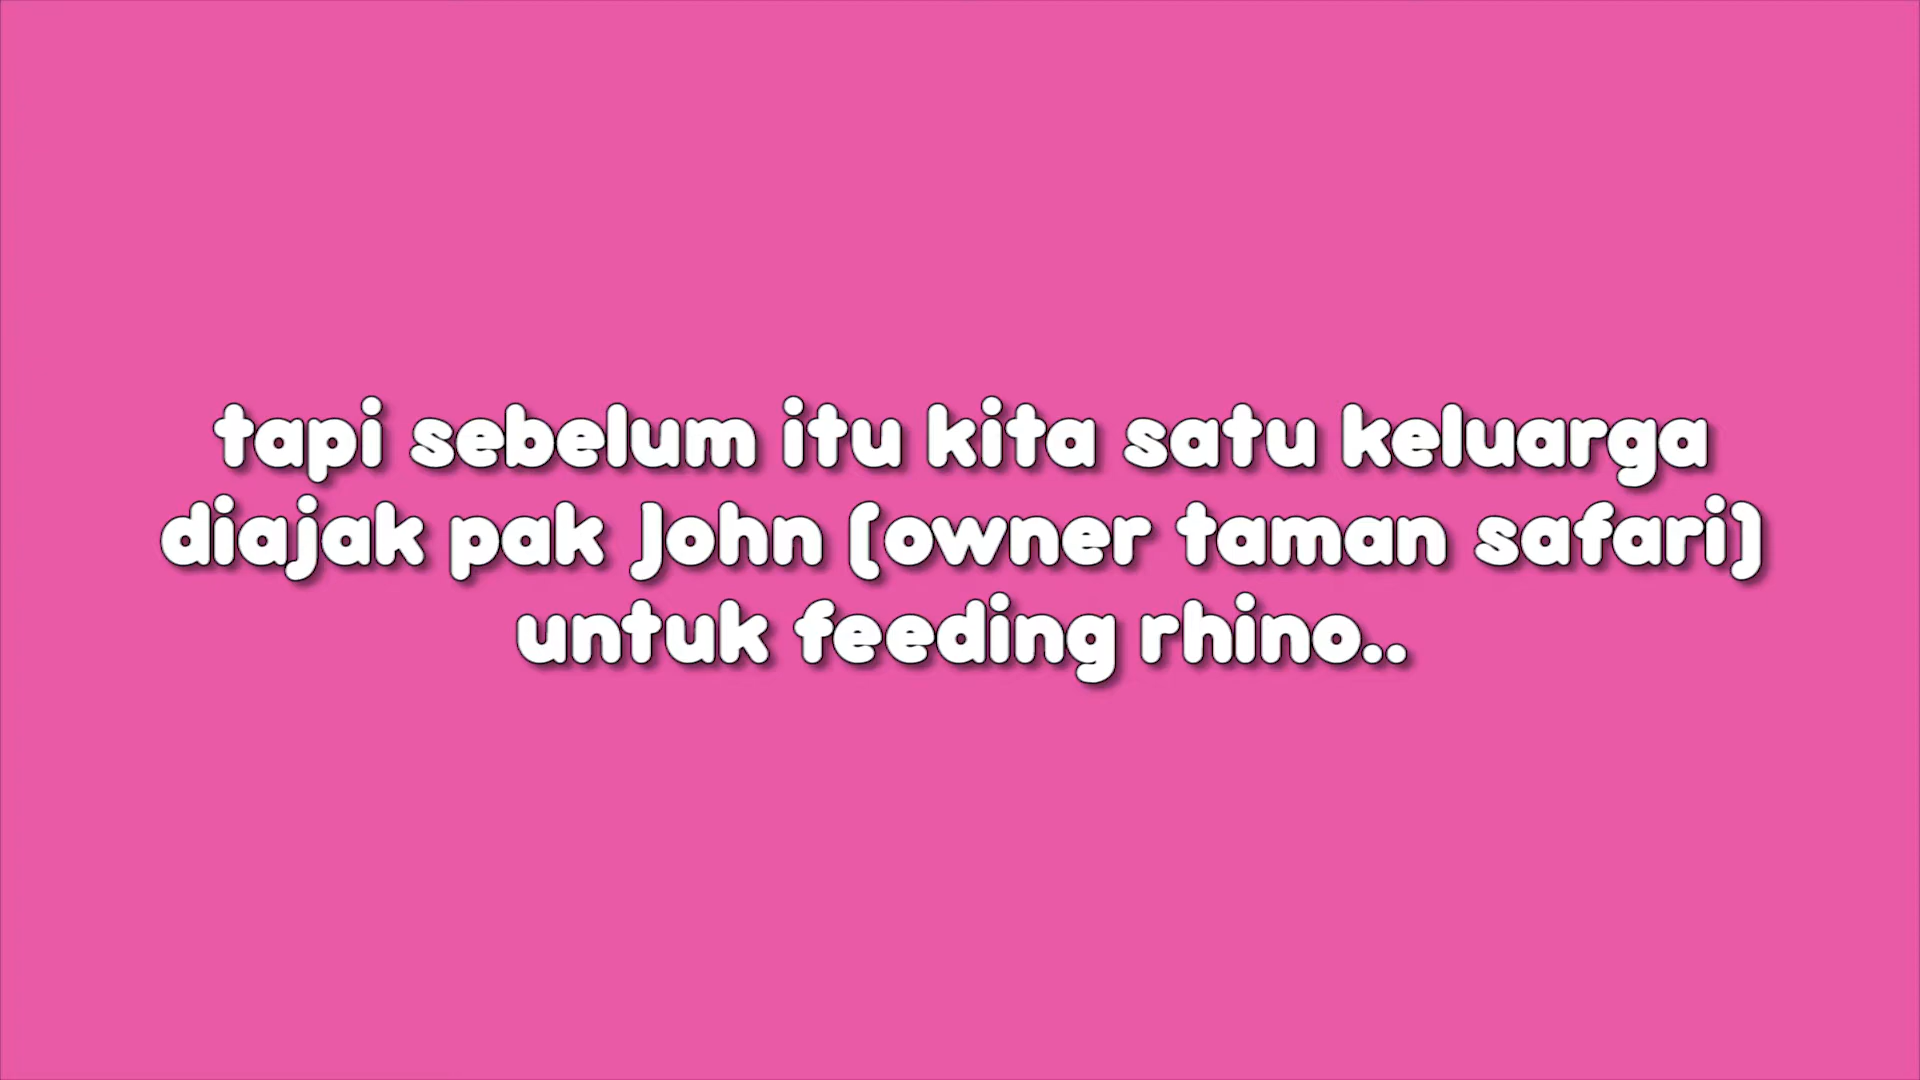 tapi sebelum itu kita satu keluarga
diajak pak John (owner taman safari)
untuk feeding rhino..